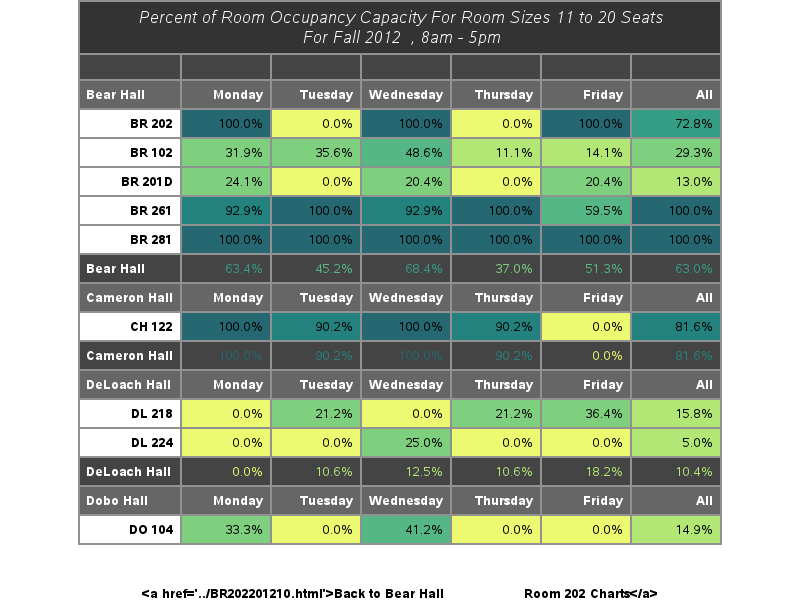 Percent of Room Occupancy Capacity For Room Sizes 11 to 20 Seats
For Fall 2012 , 8am - 5pm
Bear Hall Monday Tuesday Wednesday Thursday Friday All
BR 202 100.0% 0.0% 100.0% 0.0% 100.0% 72.8%
BR 102 31.9% 35.6% 48.6% 11.1% 14.1% 29.3%
BR 201D 24.1% 0.0% 20.4% 0.0% 20.4% 13.0%
BR 261 92.9% 100.0% 92.9% 100.0% 59.5% 100.0%
BR 281 100.0% 100.0% 100.0% 100.0% 100.0% 100.0%
Bear Hall 63.4% 45.2% 68.4% 37.0% 51.3% 63.0%
Cameron Hall Monday Tuesday Wednesday Thursday Friday All
CH 122 100.0% 90.2% 100.0% 90.2% 0.0% 81.6%
Cameron Hall 100.0% 90.2% 100.0% 90.2% 0.0% 81.6%
DeLoach Hall Monday Tuesday Wednesday Thursday Friday All
DL 218 0.0% 21.2% 0.0% 21.2% 36.4% 15.8%
DL 224 0.0% 0.0% 25.0% 0.0% 0.0% 5.0%
DeLoach Hall 0.0% 10.6% 12.5% 10.6% 18.2% 10.4%
Dobo Hall Monday Tuesday Wednesday Thursday Friday All
DO 104 33.3% 0.0% 41.2% 0.0% 0.0% 14.9%
<a href='../BR202201210.html'>Back to Bear Hall Room 202 Charts</a>